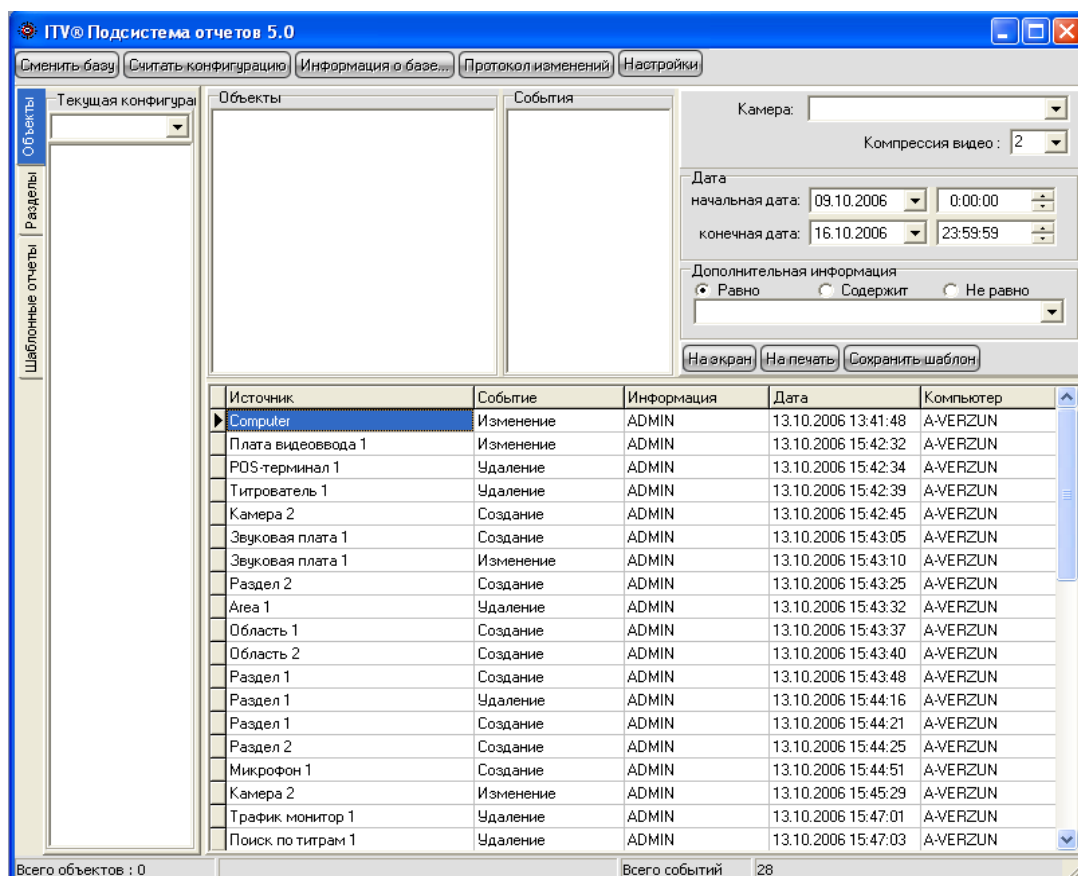 ITV® Подсистема отчетов 5.0
Сменить базу Считать конфигурацию Информация о базе... Протокол изменений Настройки
Объекты
Разделы
Шаблонные отчеты
Текущая конфигурац
Объекты
События
Камера:
Компрессия видео : 2
Дата
начальная дата: 09.10.2006 0:00:00
конечная дата: 16.10.2006 23:59:59
Дополнительная информация
Равно Содержит Не равно
На экран На печать Сохранить шаблон
Источник Событие Информация Дата Компьютер
Computer Изменение ADMIN 13.10.2006 13:41:48 A-VERZUN
Плата видеоввода 1 Изменение ADMIN 13.10.2006 15:42:32 A-VERZUN
POS-терминал 1 Удаление ADMIN 13.10.2006 15:42:34 A-VERZUN
Титрователь 1 Удаление ADMIN 13.10.2006 15:42:39 A-VERZUN
Камера 2 Создание ADMIN 13.10.2006 15:42:45 A-VERZUN
Звуковая плата 1 Создание ADMIN 13.10.2006 15:43:05 A-VERZUN
Звуковая плата 1 Изменение ADMIN 13.10.2006 15:43:10 A-VERZUN
Раздел 2 Создание ADMIN 13.10.2006 15:43:25 A-VERZUN
Area 1 Удаление ADMIN 13.10.2006 15:43:32 A-VERZUN
Область 1 Создание ADMIN 13.10.2006 15:43:37 A-VERZUN
Область 2 Создание ADMIN 13.10.2006 15:43:40 A-VERZUN
Раздел 1 Создание ADMIN 13.10.2006 15:43:48 A-VERZUN
Раздел 1 Удаление ADMIN 13.10.2006 15:44:16 A-VERZUN
Раздел 1 Создание ADMIN 13.10.2006 15:44:21 A-VERZUN
Раздел 2 Создание ADMIN 13.10.2006 15:44:25 A-VERZUN
Микрофон 1 Создание ADMIN 13.10.2006 15:44:51 A-VERZUN
Камера 2 Изменение ADMIN 13.10.2006 15:45:29 A-VERZUN
Трафик монитор 1 Удаление ADMIN 13.10.2006 15:47:01 A-VERZUN
Поиск по титрам 1 Удаление ADMIN 13.10.2006 15:47:03 A-VERZUN
Всего объектов : 0 Всего событий 28